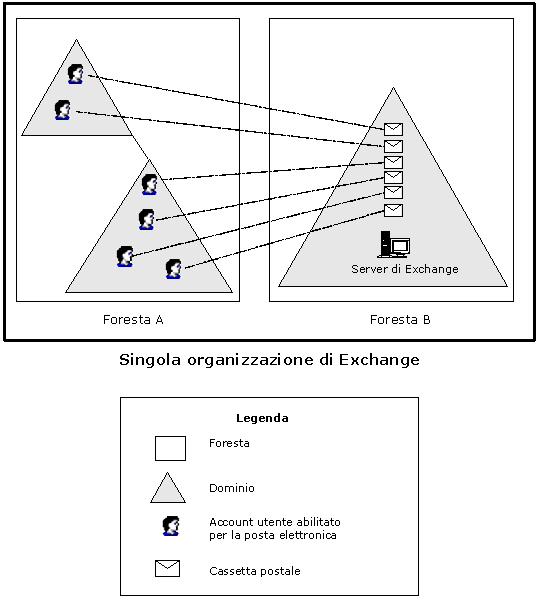 Server di Exchange
Foresta A
Foresta B
Singola organizzazione di Exchange
Legenda
Foresta
Dominio
Account utente abilitato
per la posta elettronica
Cassetta postale